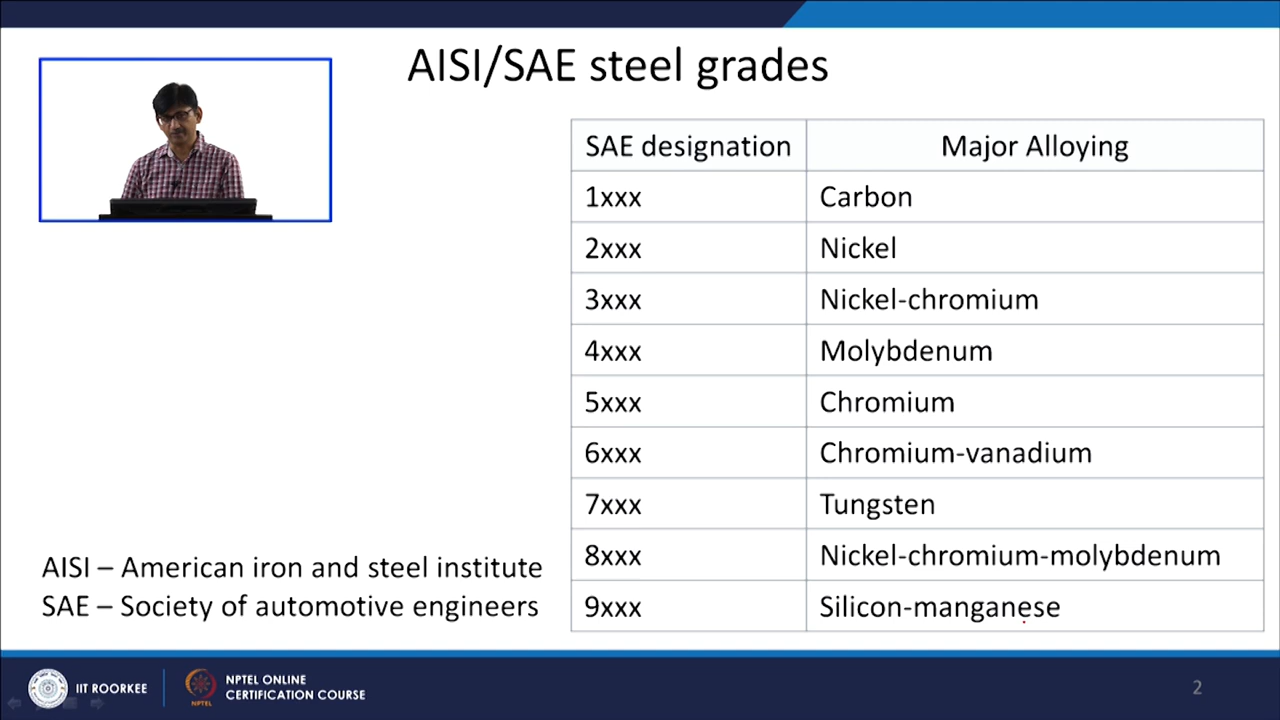 AISI/SAE steel grades
SAE designation Major Alloying
1xxx Carbon
2xxx Nickel
3xxx Nickel-chromium
4xxx Molybdenum
5xxx Chromium
6xxx Chromium-vanadium
7xxx Tungsten
8xxx Nickel-chromium-molybdenum
9xxx Silicon-manganese
AISI – American iron and steel institute
SAE – Society of automotive engineers
IIT ROORKEE
NPTEL
NPTEL ONLINE
CERTIFICATION COURSE
2